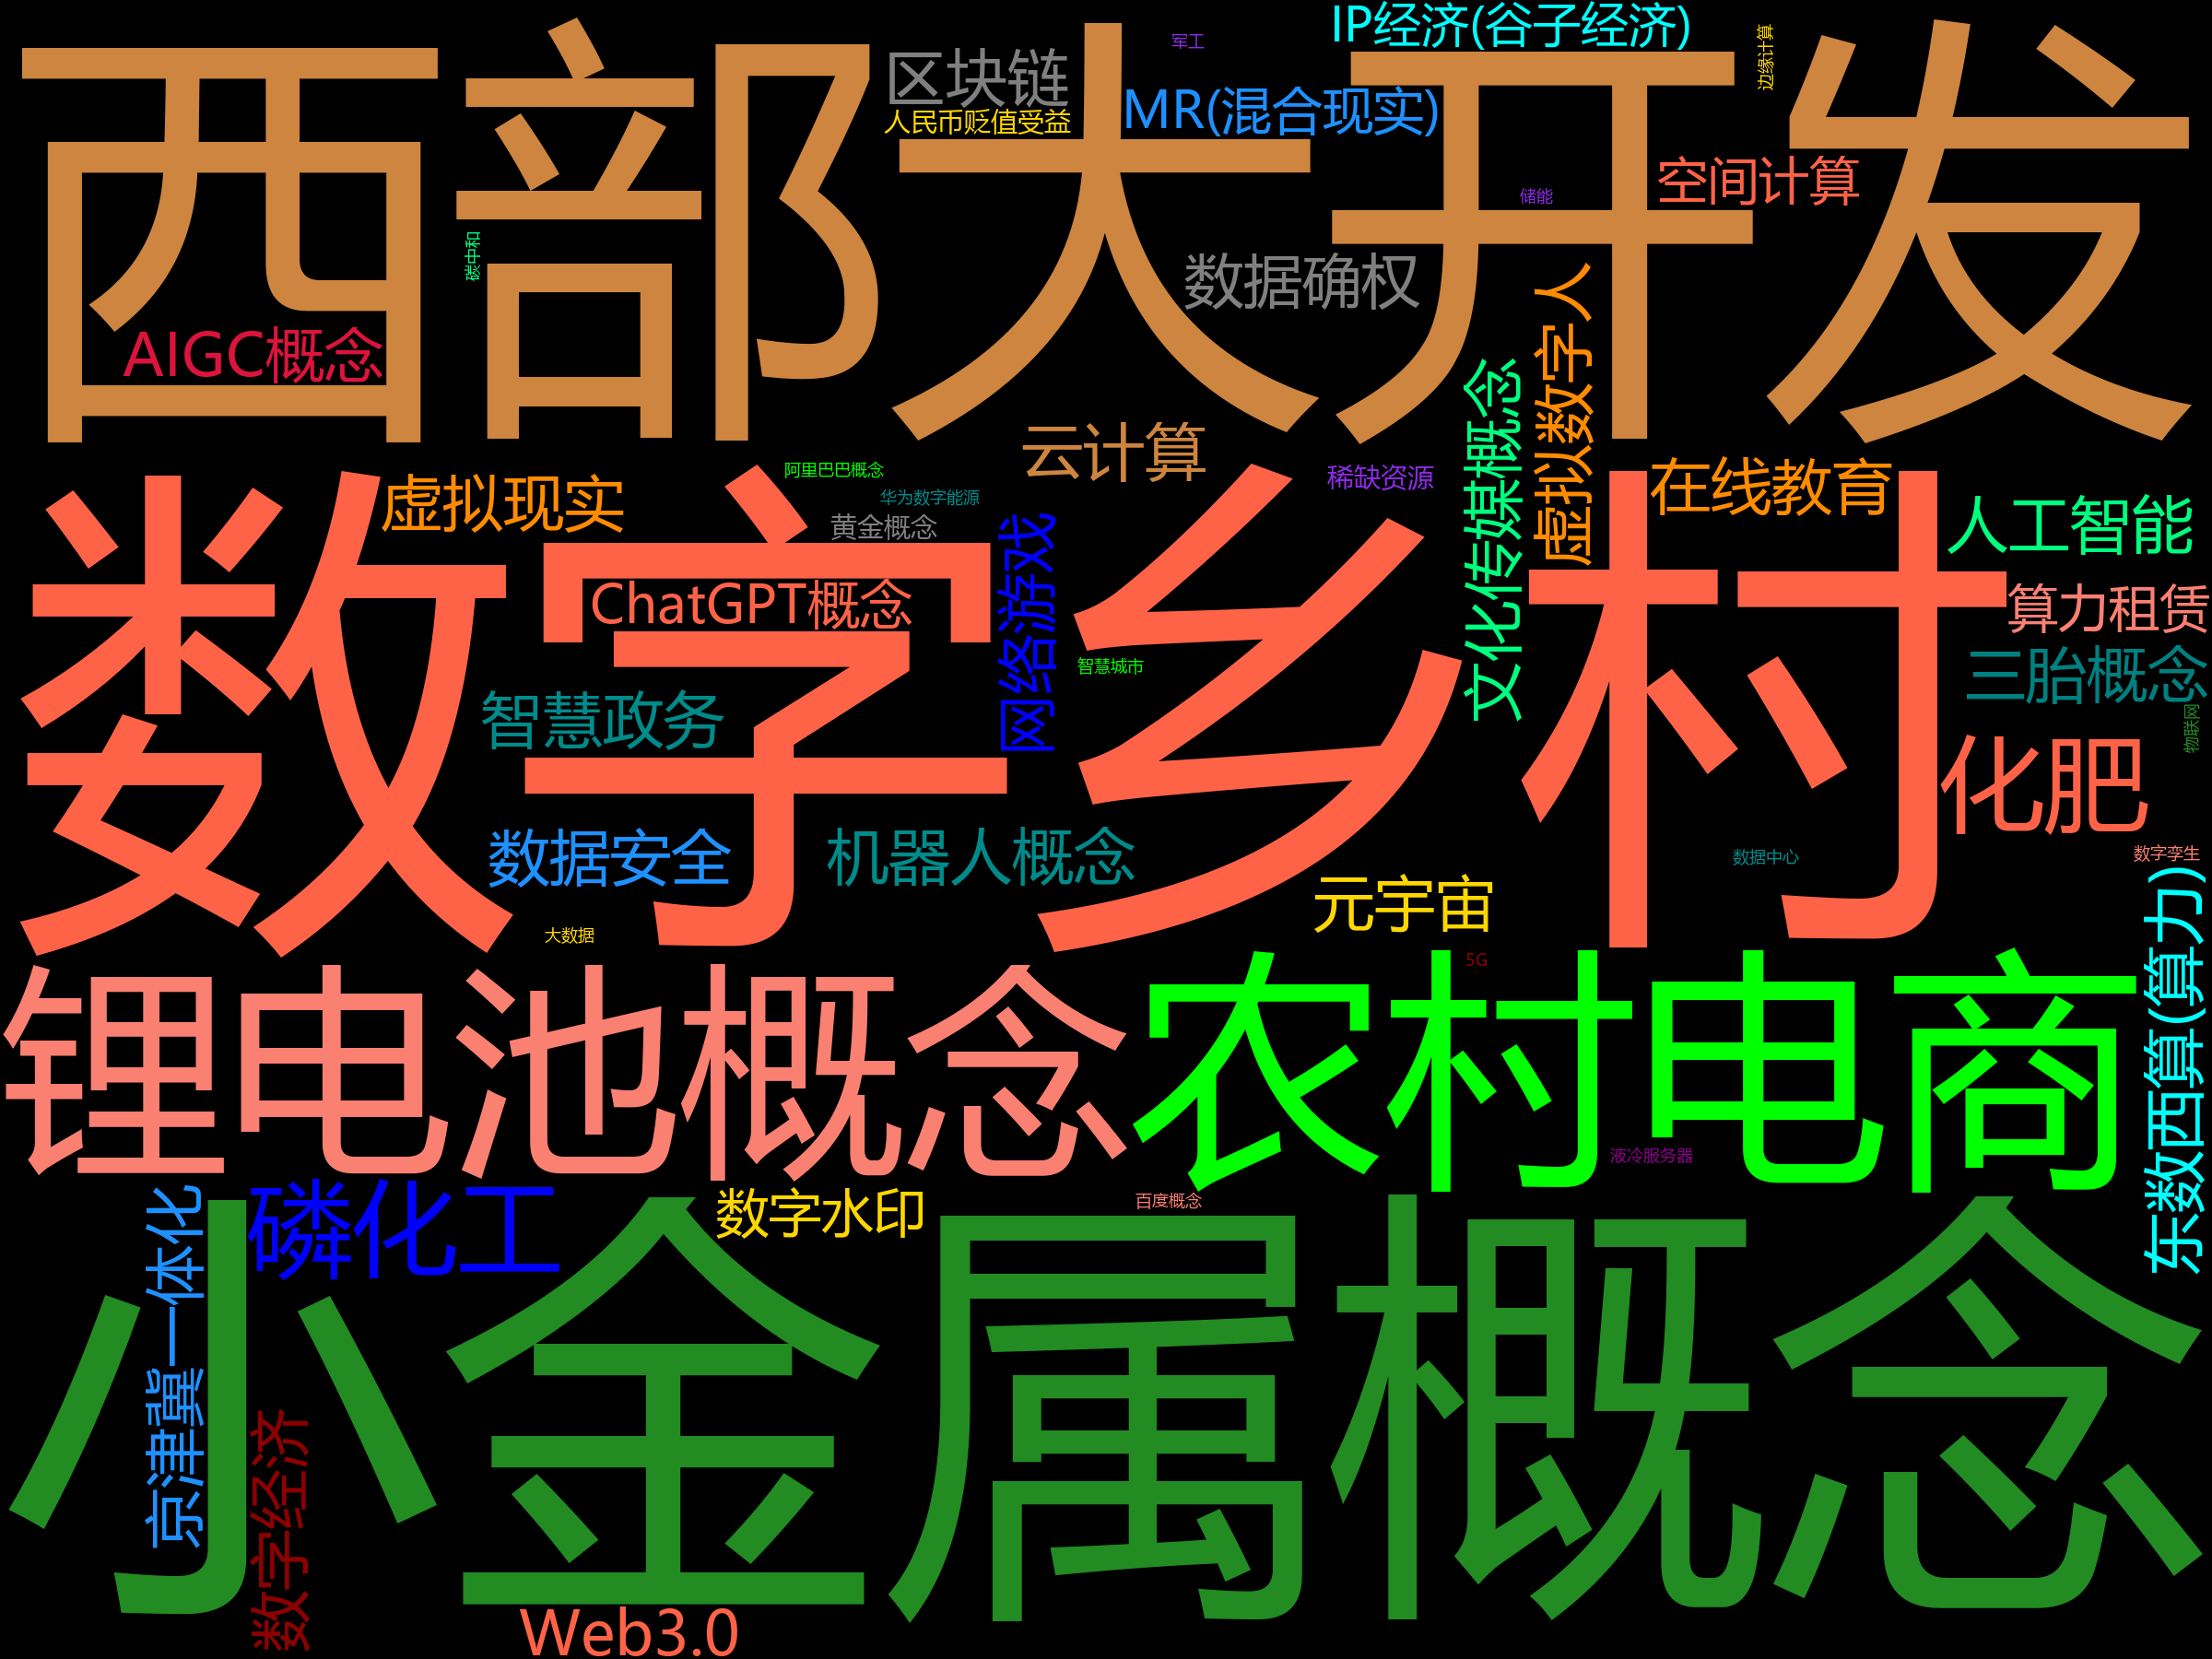 IP经济(谷子经济)
军工
边缘计算
西部大开发
区块链
人民币贬值受益
MR(混合现实)
空间计算
储能
碳中和
数据确权
虚拟数字人
AIGC概念
文化传媒概念
云计算
阿里巴巴概念
稀缺资源
在线教育
虚拟现实
华为数字能源
黄金概念
人工智能
数字乡村
网络游戏
ChatGPT概念
算力租赁
三胎概念
智慧城市
智慧政务
物联网
化肥
数据安全
机器人概念
数据中心
数字孪生
元宇宙
东数西算(算力)
大数据
5G
锂电池概念
农村电商
液冷服务器
京津冀一体化
磷化工
数字水印
百度概念
小金属概念
数字经济
Web3.0